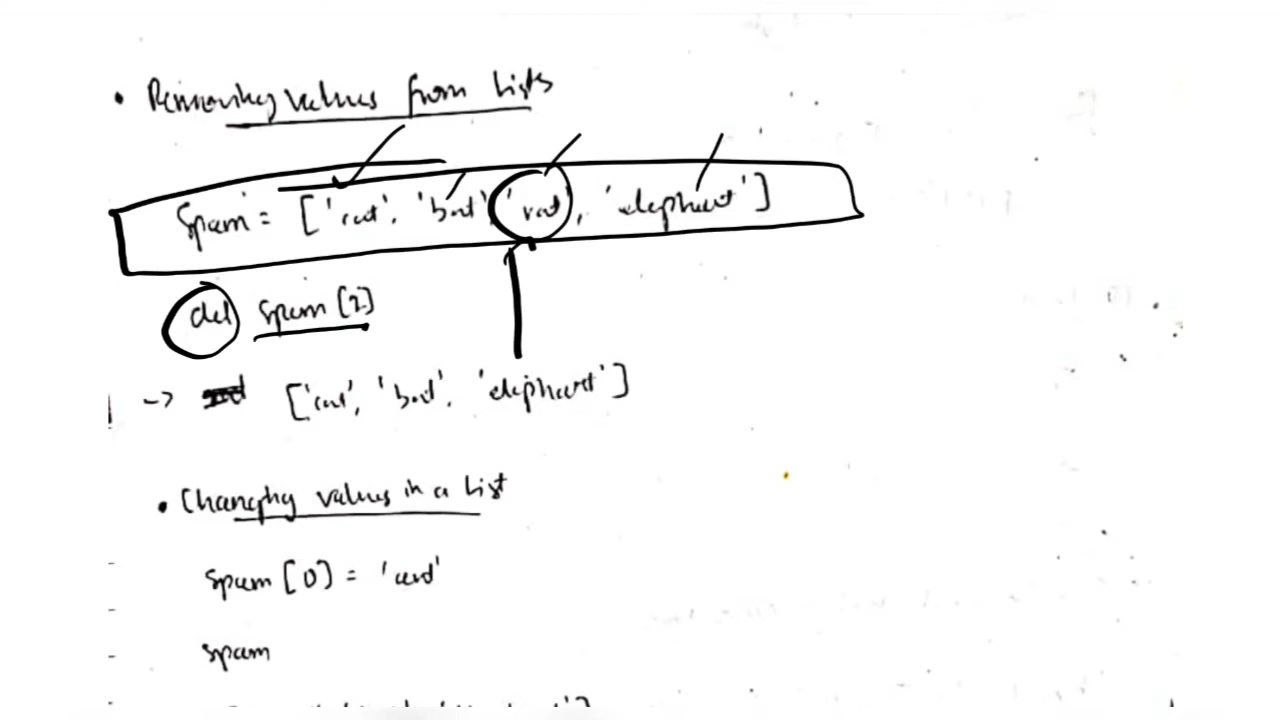 • Removing values from Lists
Spam = ['cat', 'bat', 'rat', 'elephant']
del spam[2]
-> ['cat', 'bat', 'elephant']
• Changing values in a List
spam[0] =
spam